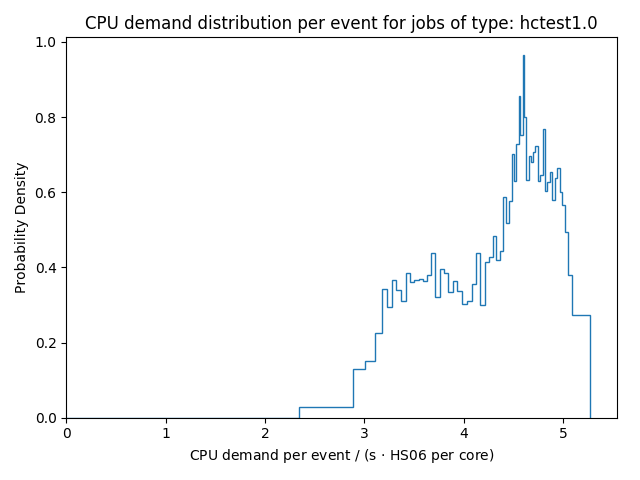 CPU demand distribution per event for jobs of type: hctest1.0
1.0
0.8
0.6
0.4
0.2
0.0
Probability Density
0 1 2 3 4 5
CPU demand per event / (s · HS06 per core)